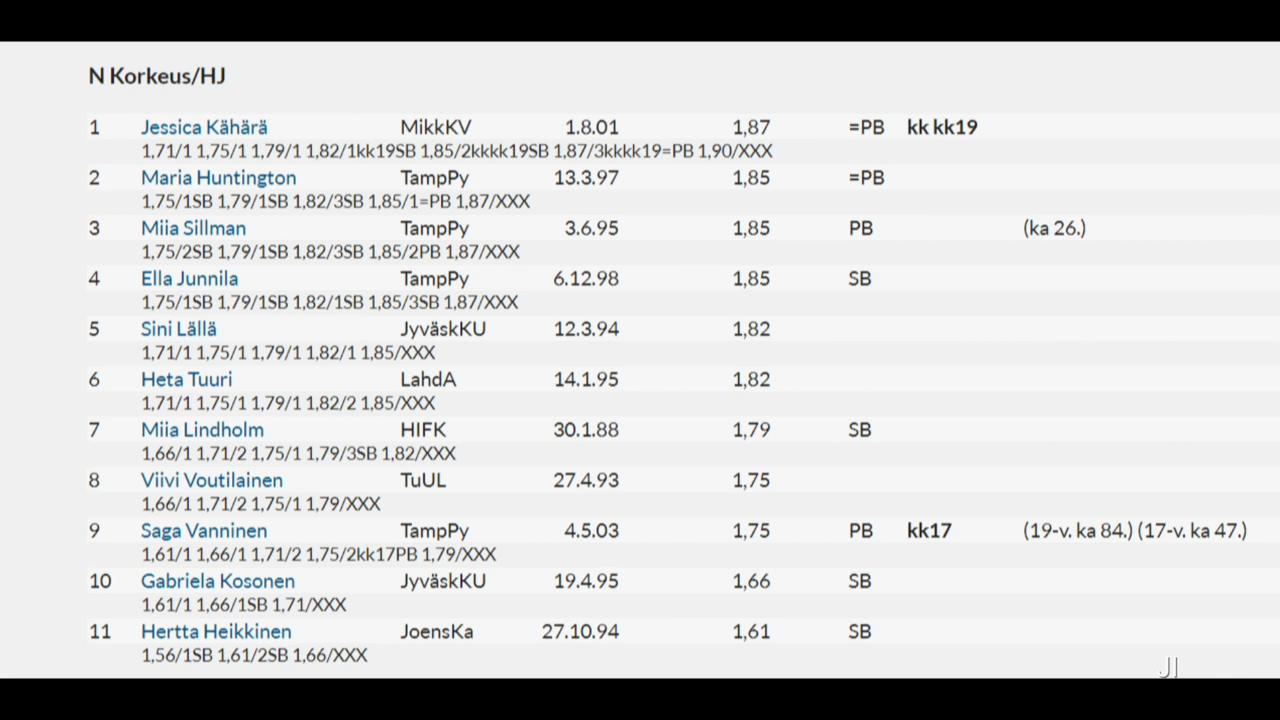 N Korkeus/HJ
1 Jessica Kähärä MikkKV 1.8.01 1,87 =PB kk kk19
1,71/1 1,75/1 1,79/1 1,82/1kk19SB 1,85/2kkkk19SB 1,87/3kkkk19=PB 1,90/XXX
2 Maria Huntington TampPy 13.3.97 1,85 =PB
1,75/1SB 1,79/1SB 1,82/3SB 1,85/1=PB 1,87/XXX
3 Miia Sillman TampPy 3.6.95 1,85 PB (ka 26.)
1,75/2SB 1,79/1SB 1,82/3SB 1,85/2PB 1,87/XXX
4 Ella Junnila TampPy 6.12.98 1,85 SB
1,75/1SB 1,79/1SB 1,82/1SB 1,85/3SB 1,87/XXX
5 Sini Lällä JyväskKU 12.3.94 1,82
1,71/1 1,75/1 1,79/1 1,82/1 1,85/XXX
6 Heta Tuuri LahdA 14.1.95 1,82
1,71/1 1,75/1 1,79/1 1,82/2 1,85/XXX
7 Miia Lindholm HIFK 30.1.88 1,79 SB
1,66/1 1,71/2 1,75/1 1,79/3SB 1,82/XXX
8 Viivi Voutilainen TuUL 27.4.93 1,75
1,66/1 1,71/2 1,75/1 1,79/XXX
9 Saga Vanninen TampPy 4.5.03 1,75 PB kk17 (19-v. ka 84.) (17-v. ka 47.)
1,61/1 1,66/1 1,71/2 1,75/2kk17PB 1,79/XXX
10 Gabriela Kosonen JyväskKU 19.4.95 1,66 SB
1,61/1 1,66/1SB 1,71/XXX
11 Hertta Heikkinen JoensKa 27.10.94 1,61 SB
1,56/1SB 1,61/2SB 1,66/XXX
JI